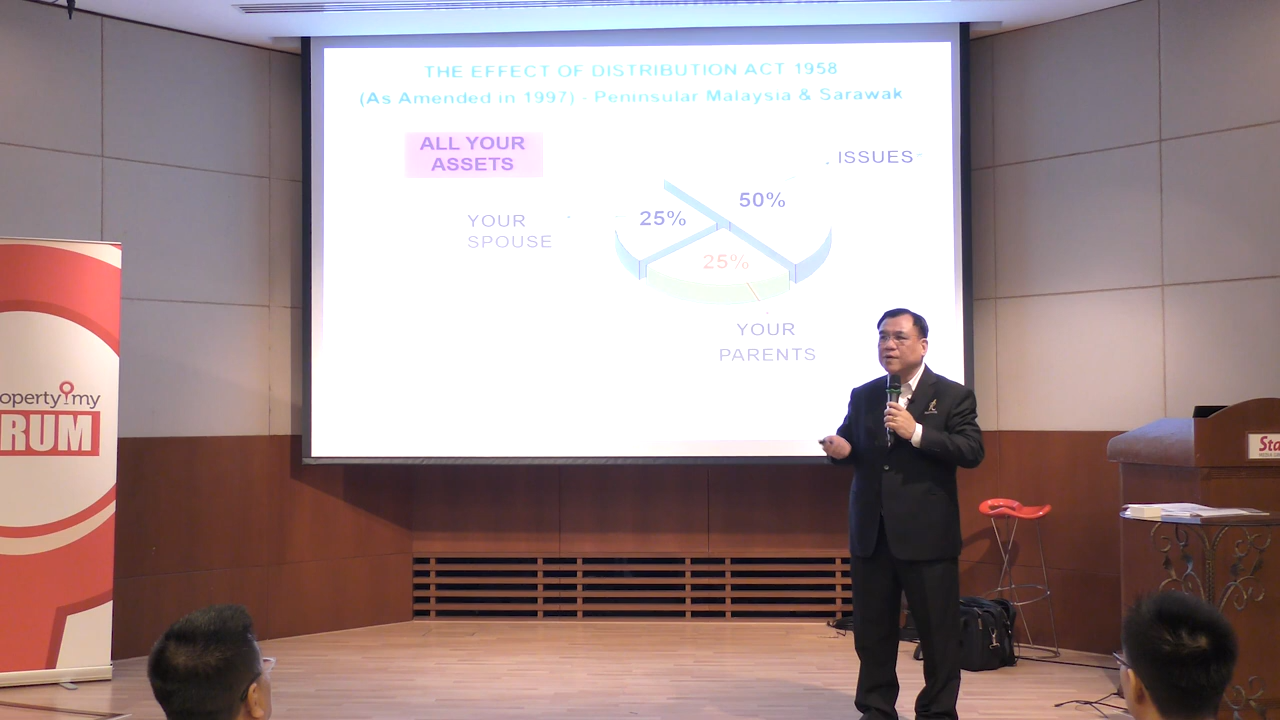 THE EFFECT OF DISTRIBUTION ACT 1958
(As Amended in 1997) - Peninsular Malaysia & Sarawak
ALL YOUR
ASSETS
ISSUES
50%
25%
YOUR
SPOUSE
25%
YOUR
PARENTS
operty
my
RUM
Sta